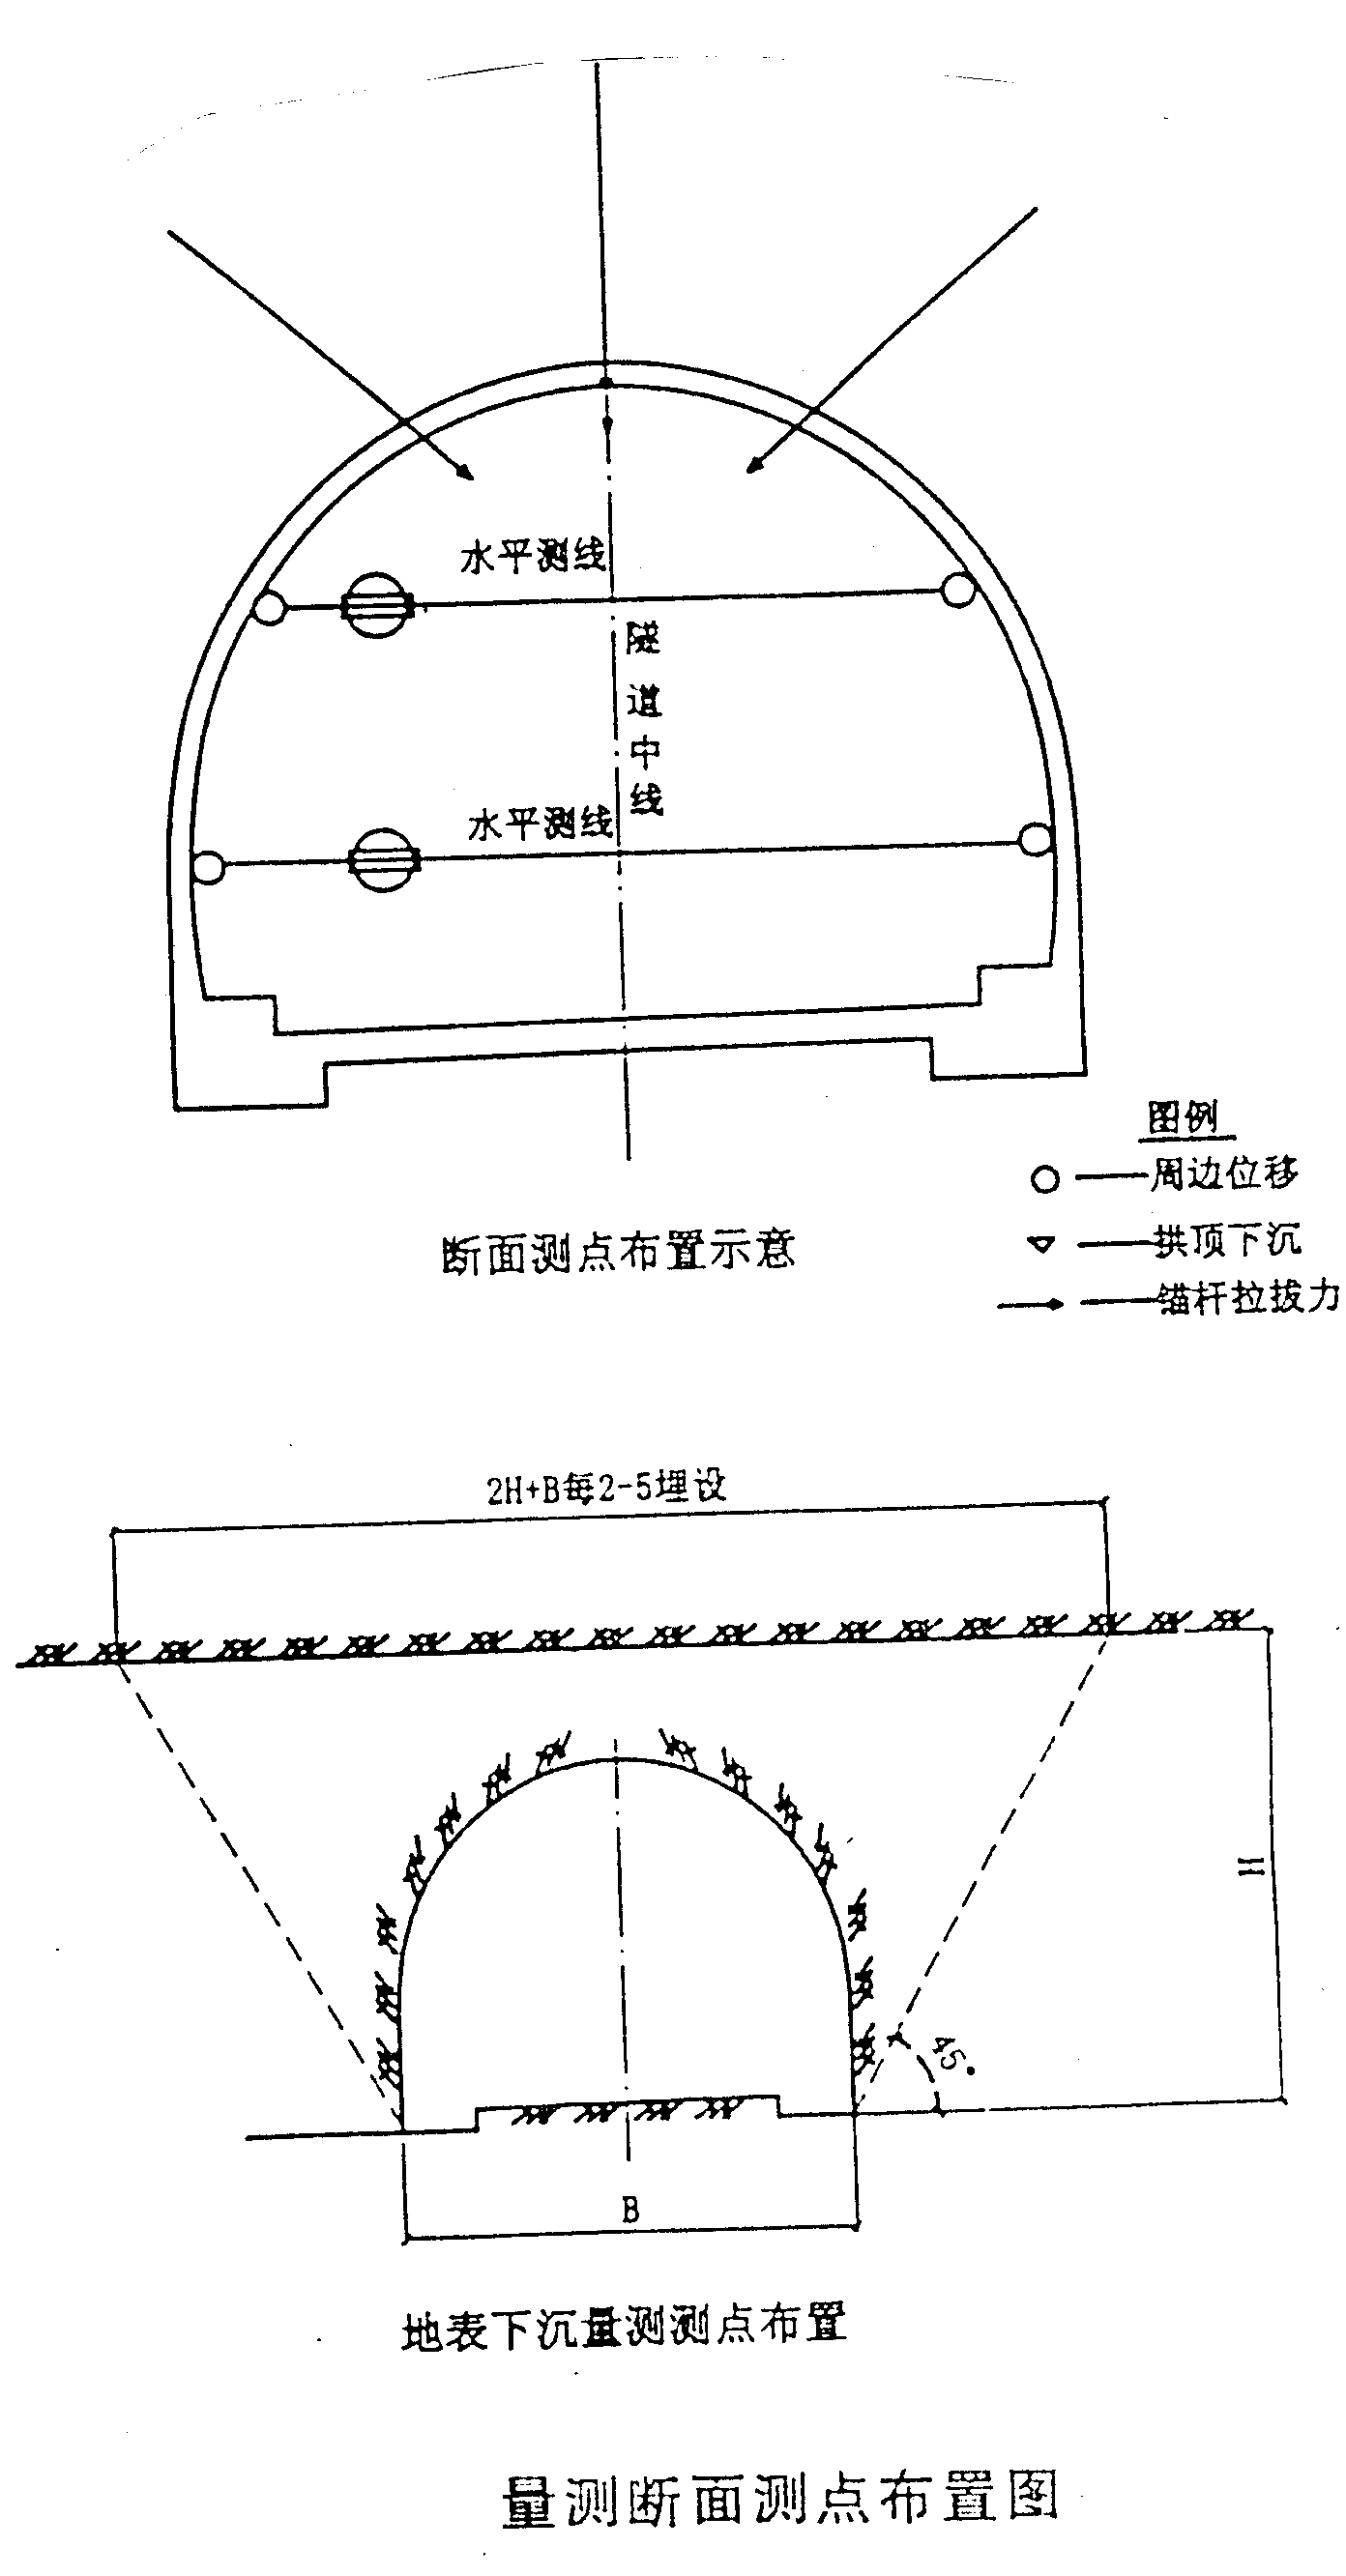 水平测线
隧道中线
水平测线
图例
周边位移
断面测点布置示意
拱顶下沉
锚杆拉拔力
2H+B每2-5埋设
H
45°
B
地表下沉量测测点布置
量测断面测点布置图